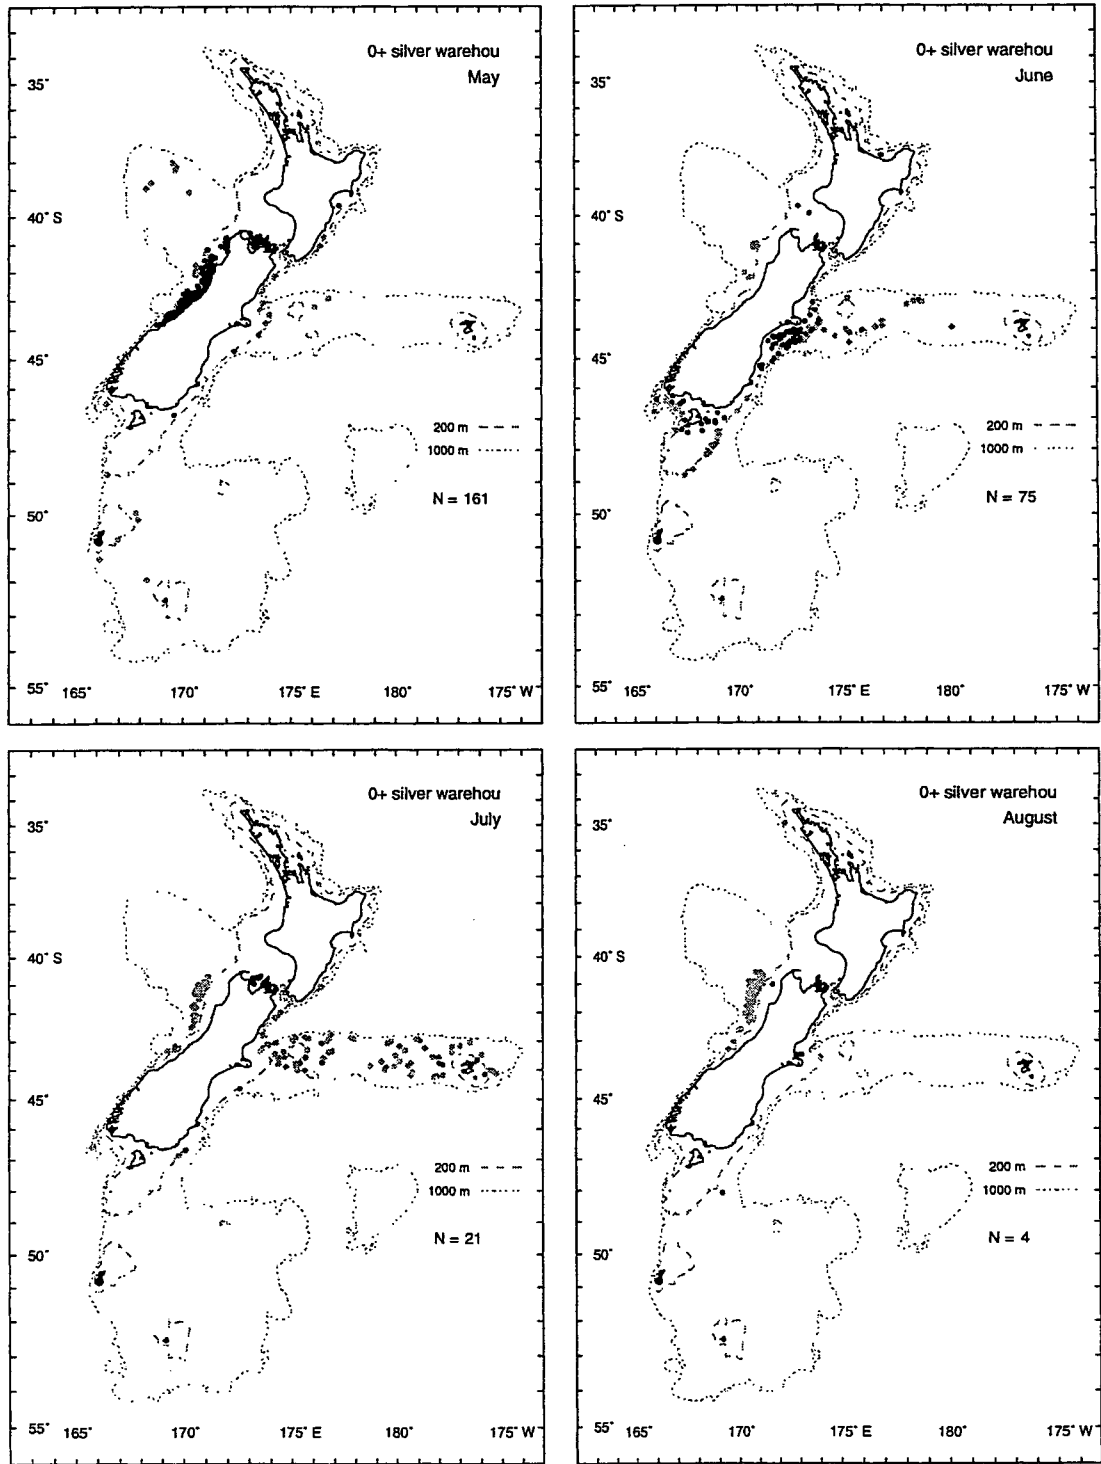 0+ silver warehou
May
35°
40° S
45°
200 m
1000 m
N = 161
50°
55°
165°
170°
175° E
180°
175° W
0+ silver warehou
June
35°
40° S
45°
200 m
1000 m
N = 75
50°
55°
165°
170°
175° E
180°
175° W
0+ silver warehou
July
35°
40° S
45°
200 m
1000 m
N = 21
50°
55°
165°
170°
175° E
180°
175° W
0+ silver warehou
August
35°
40° S
45°
200 m
1000 m
N = 4
50°
55°
165°
170°
175° E
180°
175° W